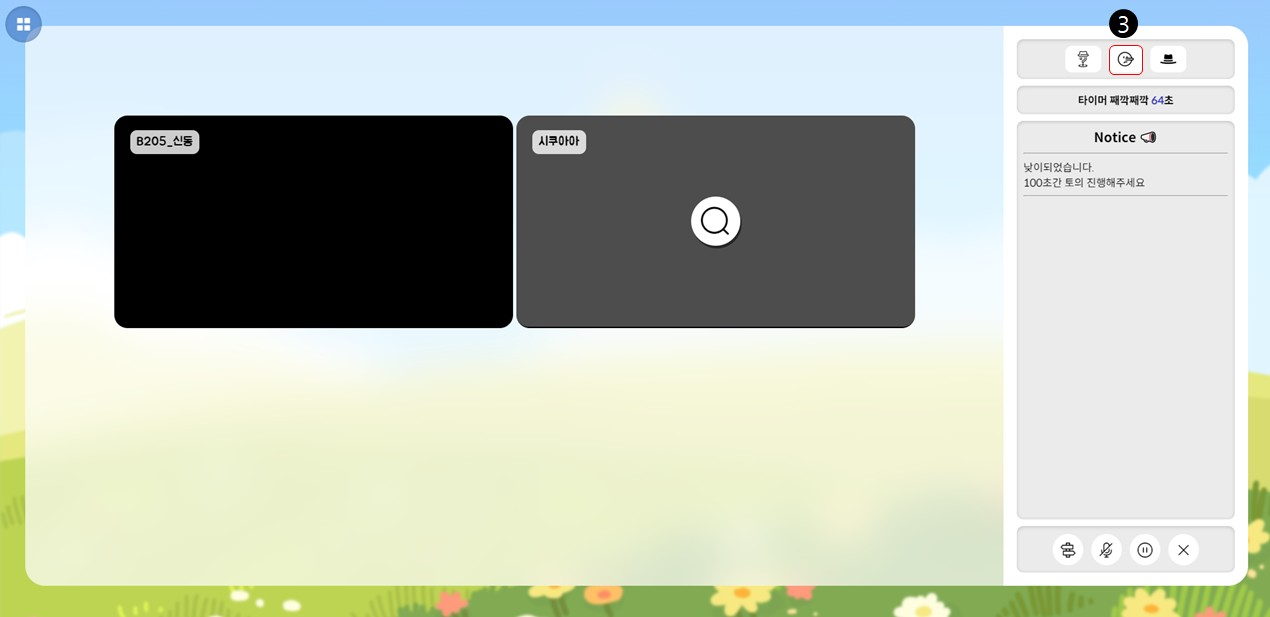 3
타이머 째깍째깍 64초
B205_신동
시쿠아아
Notice
낮이되었습니다.
100초간 토의 진행해주세요